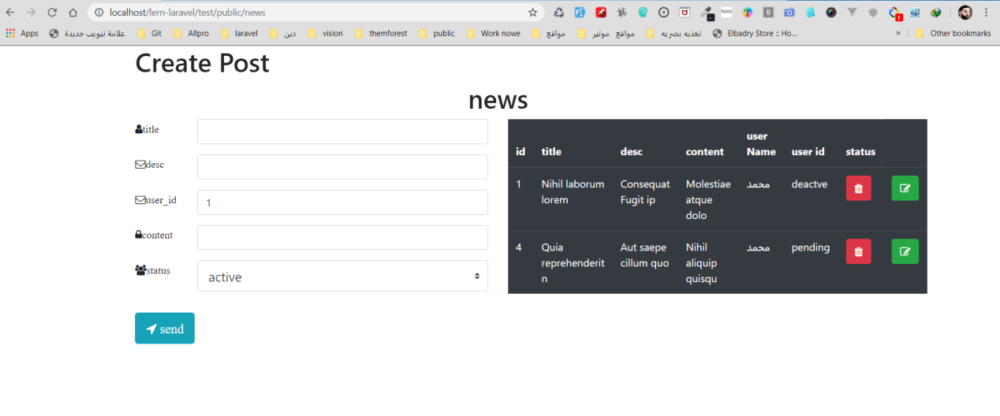 localhost/lern-laravel/test/public/news
Apps علامة تبويب جديدة Git Allpro laravel دين vision themforest public Work nowe مواقع مواقع موتير تغذيه بصريه Elbadry Store :: Ho... » Other bookmarks
Create Post
news
title
desc
user_id 1
content
status active
send
id title desc content user Name user id status
1 Nihil laborum lorem Consequat Fugit ip Molestiae atque dolo محمد deactve
4 Quia reprehenderit n Aut saepe cillum quo Nihil aliquip quisqu محمد pending